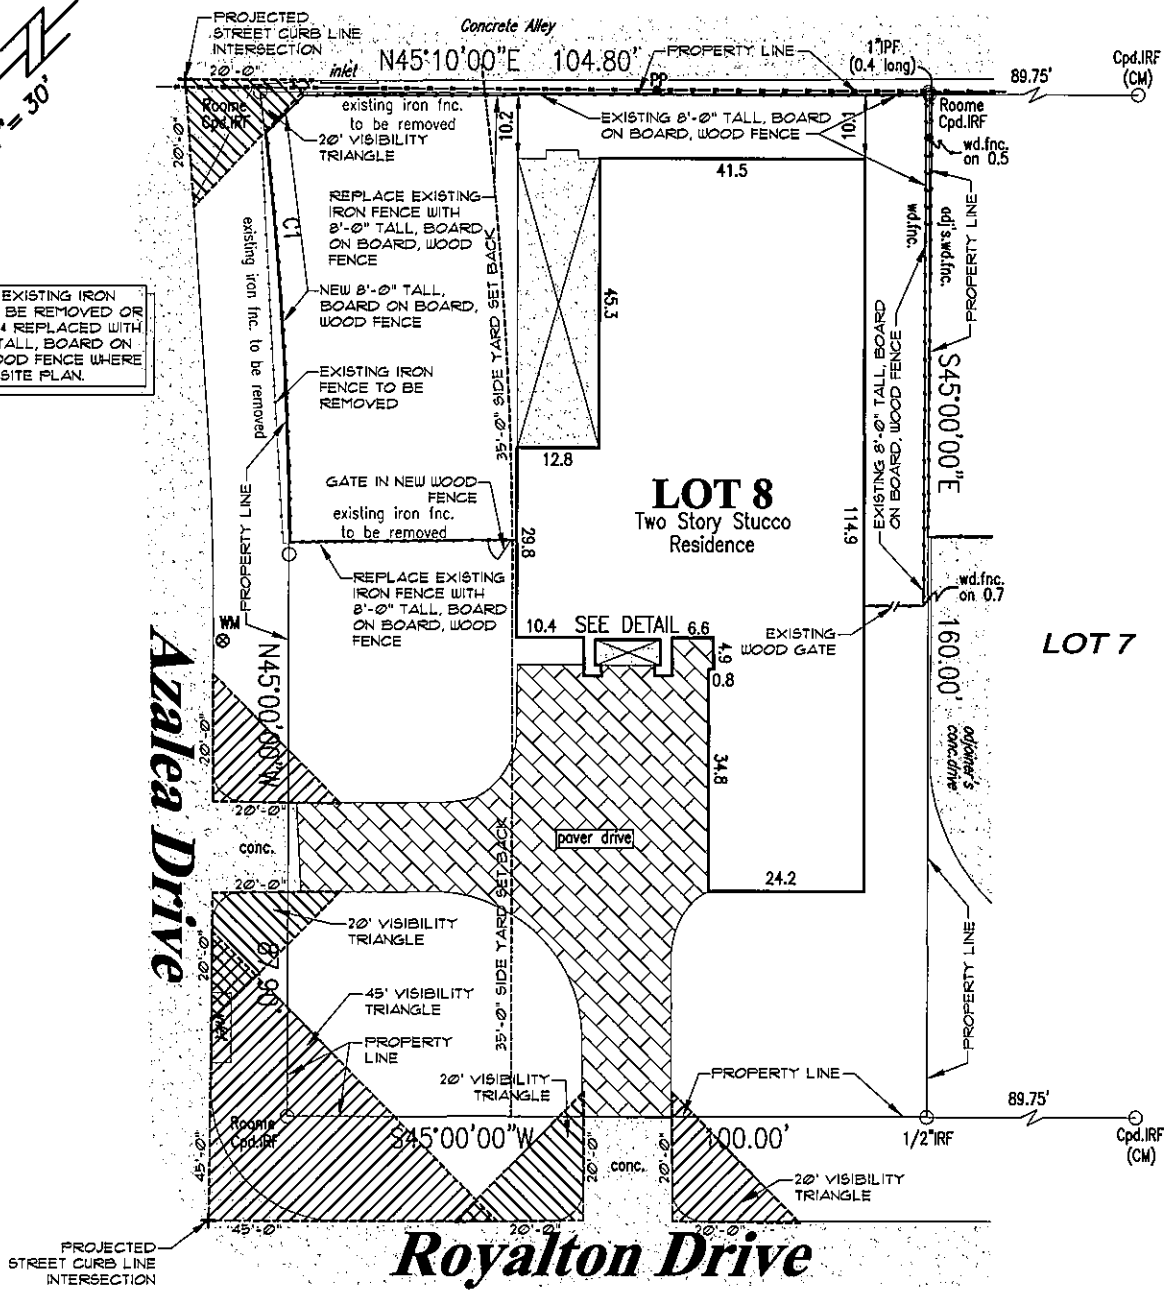 PROJECTED
STREET CURB LINE
INTERSECTION
Concrete Alley
20'-0"
inlet
N45°10'00"E 104.80'
PP
PROPERTY LINE
1"IPF
(0.4' long)
89.75'
Cpd.IRF
(CM)
= 30'
Roome
Cpd.IRF
existing iron fnc.
to be removed
20' VISIBILITY
TRIANGLE
20'-0"
10.2
EXISTING 8'-0" TALL, BOARD
ON BOARD, WOOD FENCE
10.1
Roome
Cpd.IRF
wd.fnc.
on 0.5
41.5
REPLACE EXISTING
IRON FENCE WITH
8'-0" TALL, BOARD
ON BOARD, WOOD
FENCE
C1
existing iron fnc. to be removed
NEW 8'-0" TALL,
BOARD ON BOARD,
WOOD FENCE
EXISTING IRON
BE REMOVED OR
REPLACED WITH
TALL, BOARD ON
OOD FENCE WHERE
SITE PLAN.
EXISTING IRON
FENCE TO BE
REMOVED
35'-0" SIDE YARD SET BACK
45.3
12.8
wd.fnc.
adj's.wd.fnc.
PROPERTY LINE
S45°00'00"E
EXISTING 8'-0" TALL, BOARD
ON BOARD, WOOD FENCE
LOT 8
Two Story Stucco
Residence
114.9
GATE IN NEW WOOD
FENCE
existing iron fnc.
to be removed
29.8
PROPERTY LINE
REPLACE EXISTING
IRON FENCE WITH
8'-0" TALL, BOARD
ON BOARD, WOOD
FENCE
wd.fnc.
on 0.7
WM
10.4
SEE DETAIL
6.6
4.9
0.8
EXISTING
WOOD GATE
160.00'
LOT 7
N45°00'00"W
Azalea Drive
20'-0"
20'-0"
34.8
adjoiner's
conc.drive
conc.
paver drive
20'-0"
24.2
20' VISIBILITY
TRIANGLE
35'-0" SIDE YARD SET BACK
20'-0"
87.90'
45' VISIBILITY
TRIANGLE
PROPERTY
LINE
PROPERTY LINE
20' VISIBILITY
TRIANGLE
PROPERTY LINE
89.75'
Roome
Cpd.IRF
S45°00'00"W
100.00'
1/2"IRF
Cpd.IRF
(CM)
45'-0"
20'-0"
conc.
20'-0"
20' VISIBILITY
TRIANGLE
45'-0"
20'-0"
20'-0"
PROJECTED
STREET CURB LINE
INTERSECTION
Royalton Drive